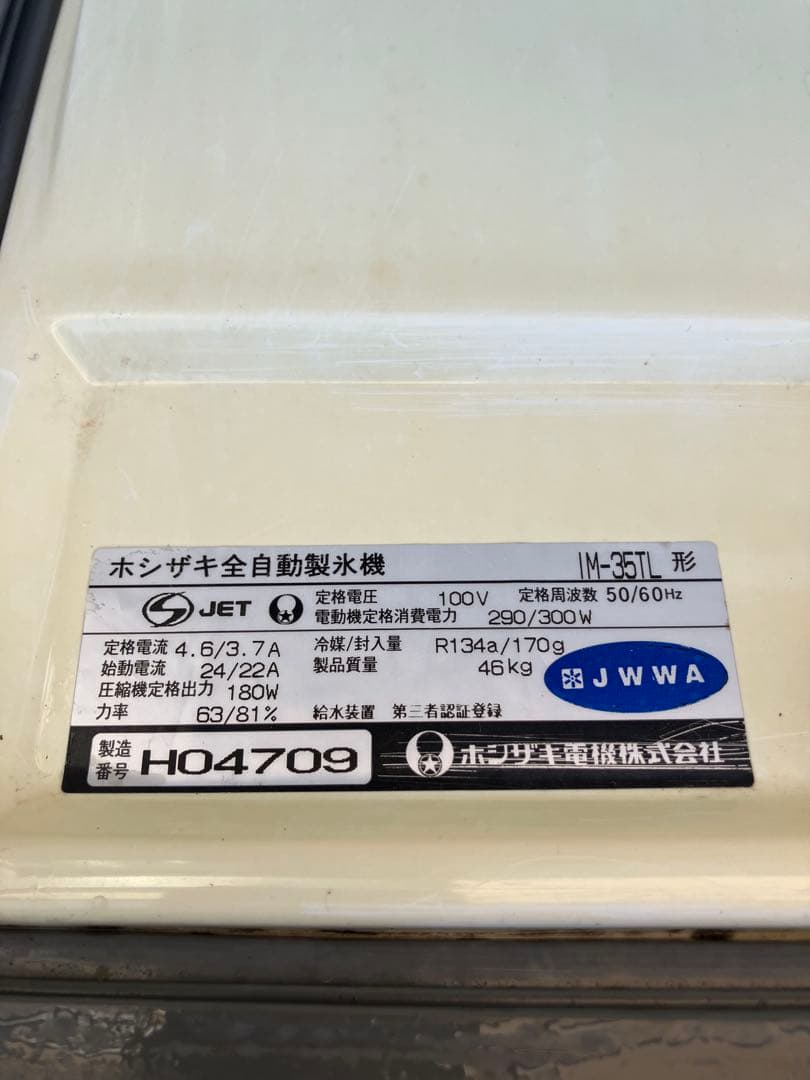 ホシザキ全自動製氷機 IM-35TL 形
JET 定格電圧 100V 定格周波数 50/60Hz
電動機定格消費電力 290/300W
定格電流 4.6/3.7A 冷媒/封入量 R134a/170g
始動電流 24/22A 製品質量 46kg
圧縮機定格出力 180W
JWWA
力率 63/81% 給水装置 第三者認証登録
製造番号 H04709 ホシザキ電機株式会社